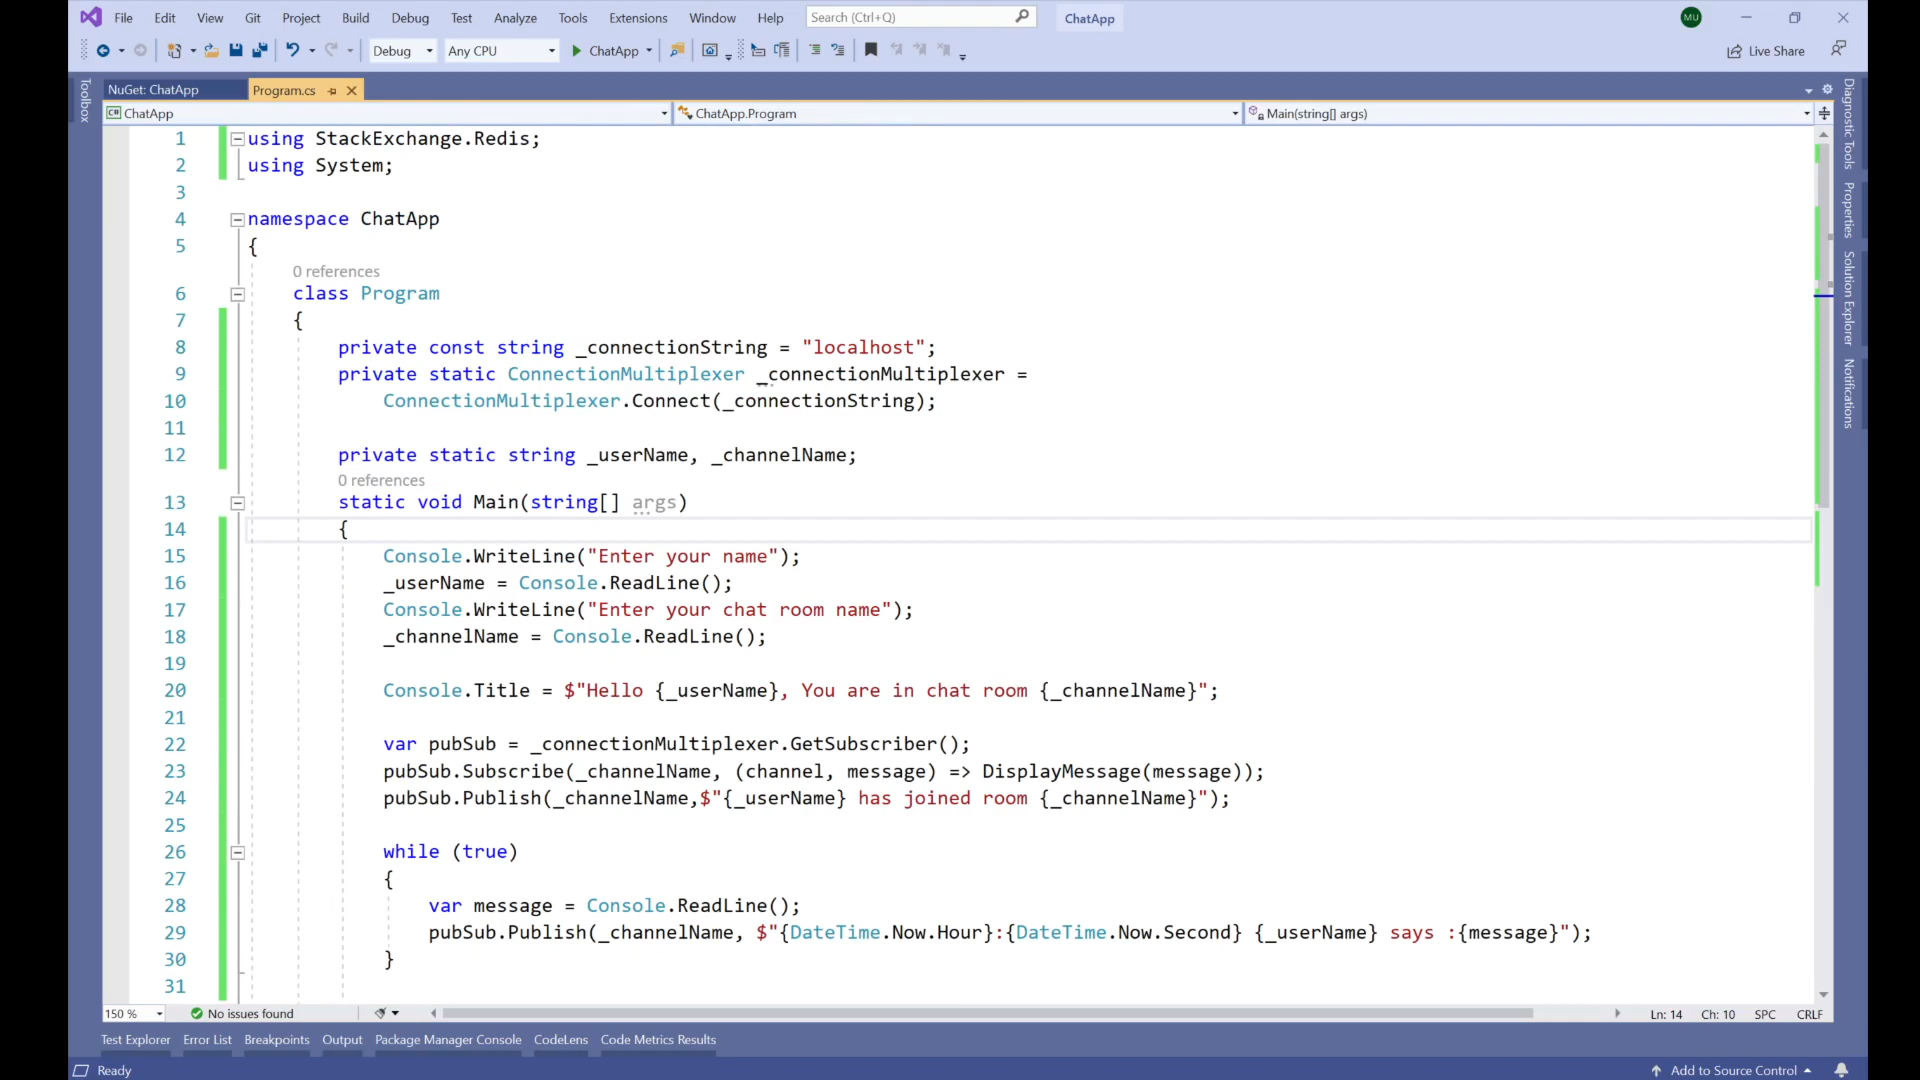 File Edit View Git Project Build Debug Test Analyze Tools Extensions Window Help Search (Ctrl+Q) ChatApp MU
Debug Any CPU ChatApp Live Share
Toolbox
NuGet: ChatApp Program.cs
C# ChatApp ChatApp.Program Main(string[] args)
1 using StackExchange.Redis;
2 using System;
3
4 namespace ChatApp
5 {
0 references
6 class Program
7 {
8 private const string _connectionString = "localhost";
9 private static ConnectionMultiplexer _connectionMultiplexer =
10 ConnectionMultiplexer.Connect(_connectionString);
11
12 private static string _userName, _channelName;
0 references
13 static void Main(string[] args)
14 {
15 Console.WriteLine("Enter your name");
16 _userName = Console.ReadLine();
17 Console.WriteLine("Enter your chat room name");
18 _channelName = Console.ReadLine();
19
20 Console.Title = $"Hello {_userName}, You are in chat room {_channelName}";
21
22 var pubSub = _connectionMultiplexer.GetSubscriber();
23 pubSub.Subscribe(_channelName, (channel, message) => DisplayMessage(message));
24 pubSub.Publish(_channelName,$"{_userName} has joined room {_channelName}");
25
26 while (true)
27 {
28 var message = Console.ReadLine();
29 pubSub.Publish(_channelName, $"{DateTime.Now.Hour}:{DateTime.Now.Second} {_userName} says :{message}");
30 }
31
Diagnostic Tools
Properties
Solution Explorer
Notifications
150 % No issues found Ln: 14 Ch: 10 SPC CRLF
Test Explorer Error List Breakpoints Output Package Manager Console CodeLens Code Metrics Results
Ready Add to Source Control